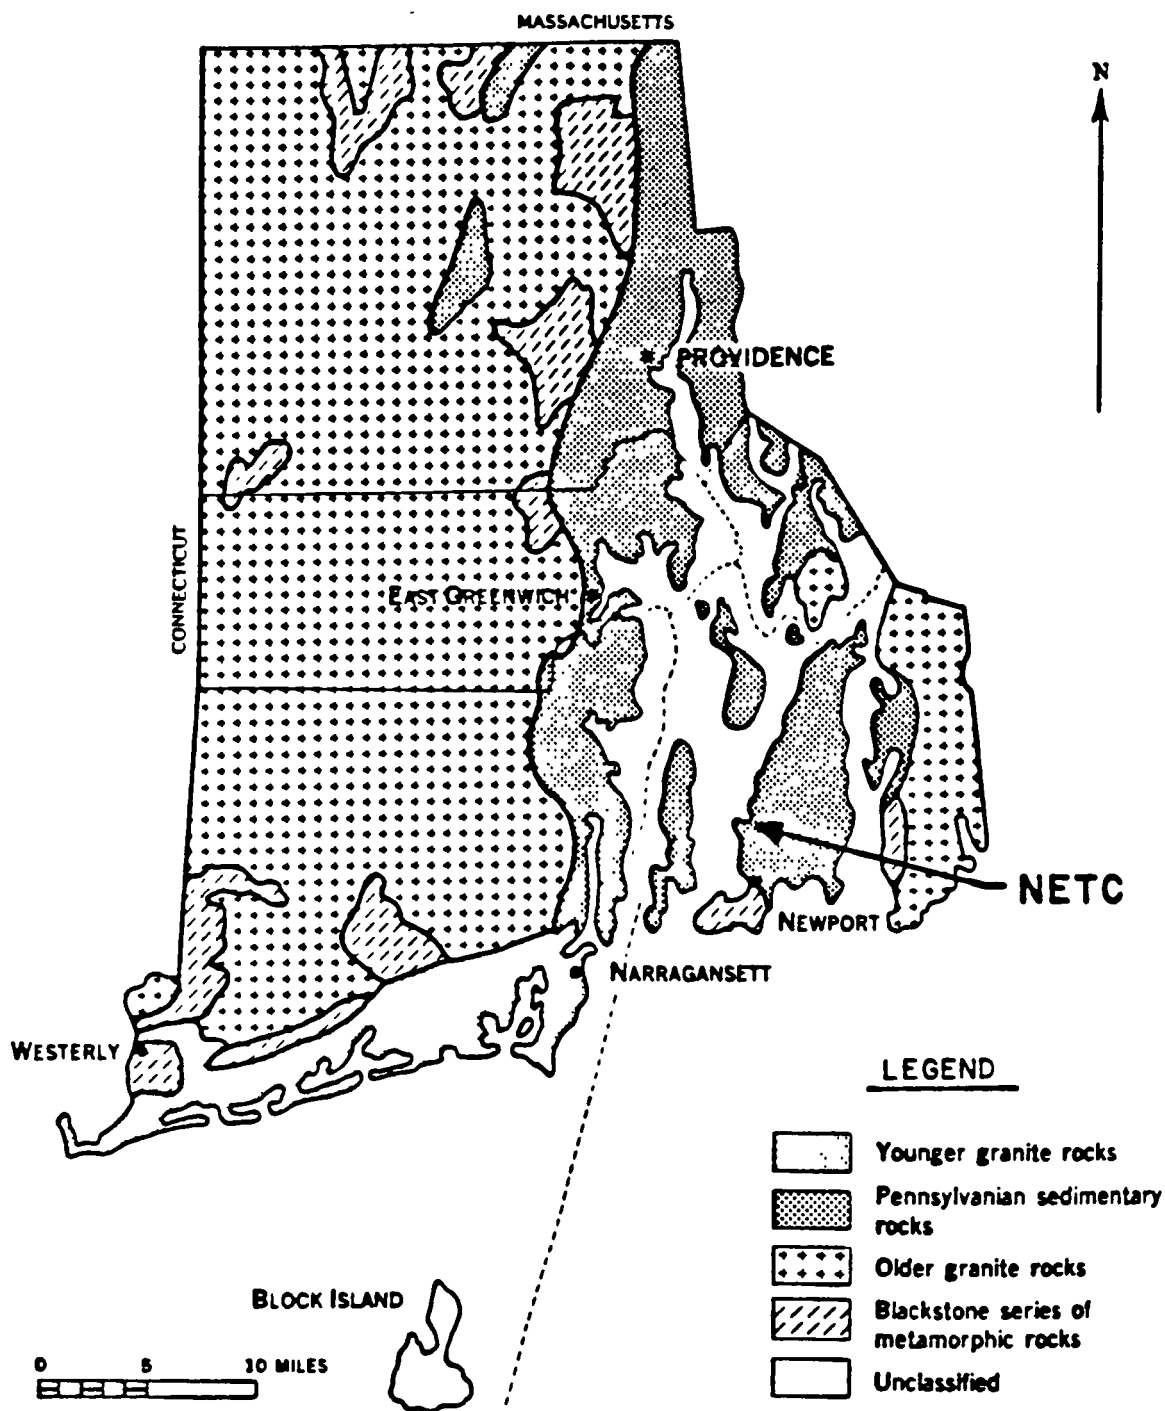 MASSACHUSETTS
N
PROVIDENCE
CONNECTICUT
EAST GREENWICH
NETC
NEWPORT
NARRAGANSETT
WESTERLY
LEGEND
Younger granite rocks
Pennsylvanian sedimentary
rocks
Older granite rocks
Blackstone series of
metamorphic rocks
Unclassified
BLOCK ISLAND
0 5 10 MILES